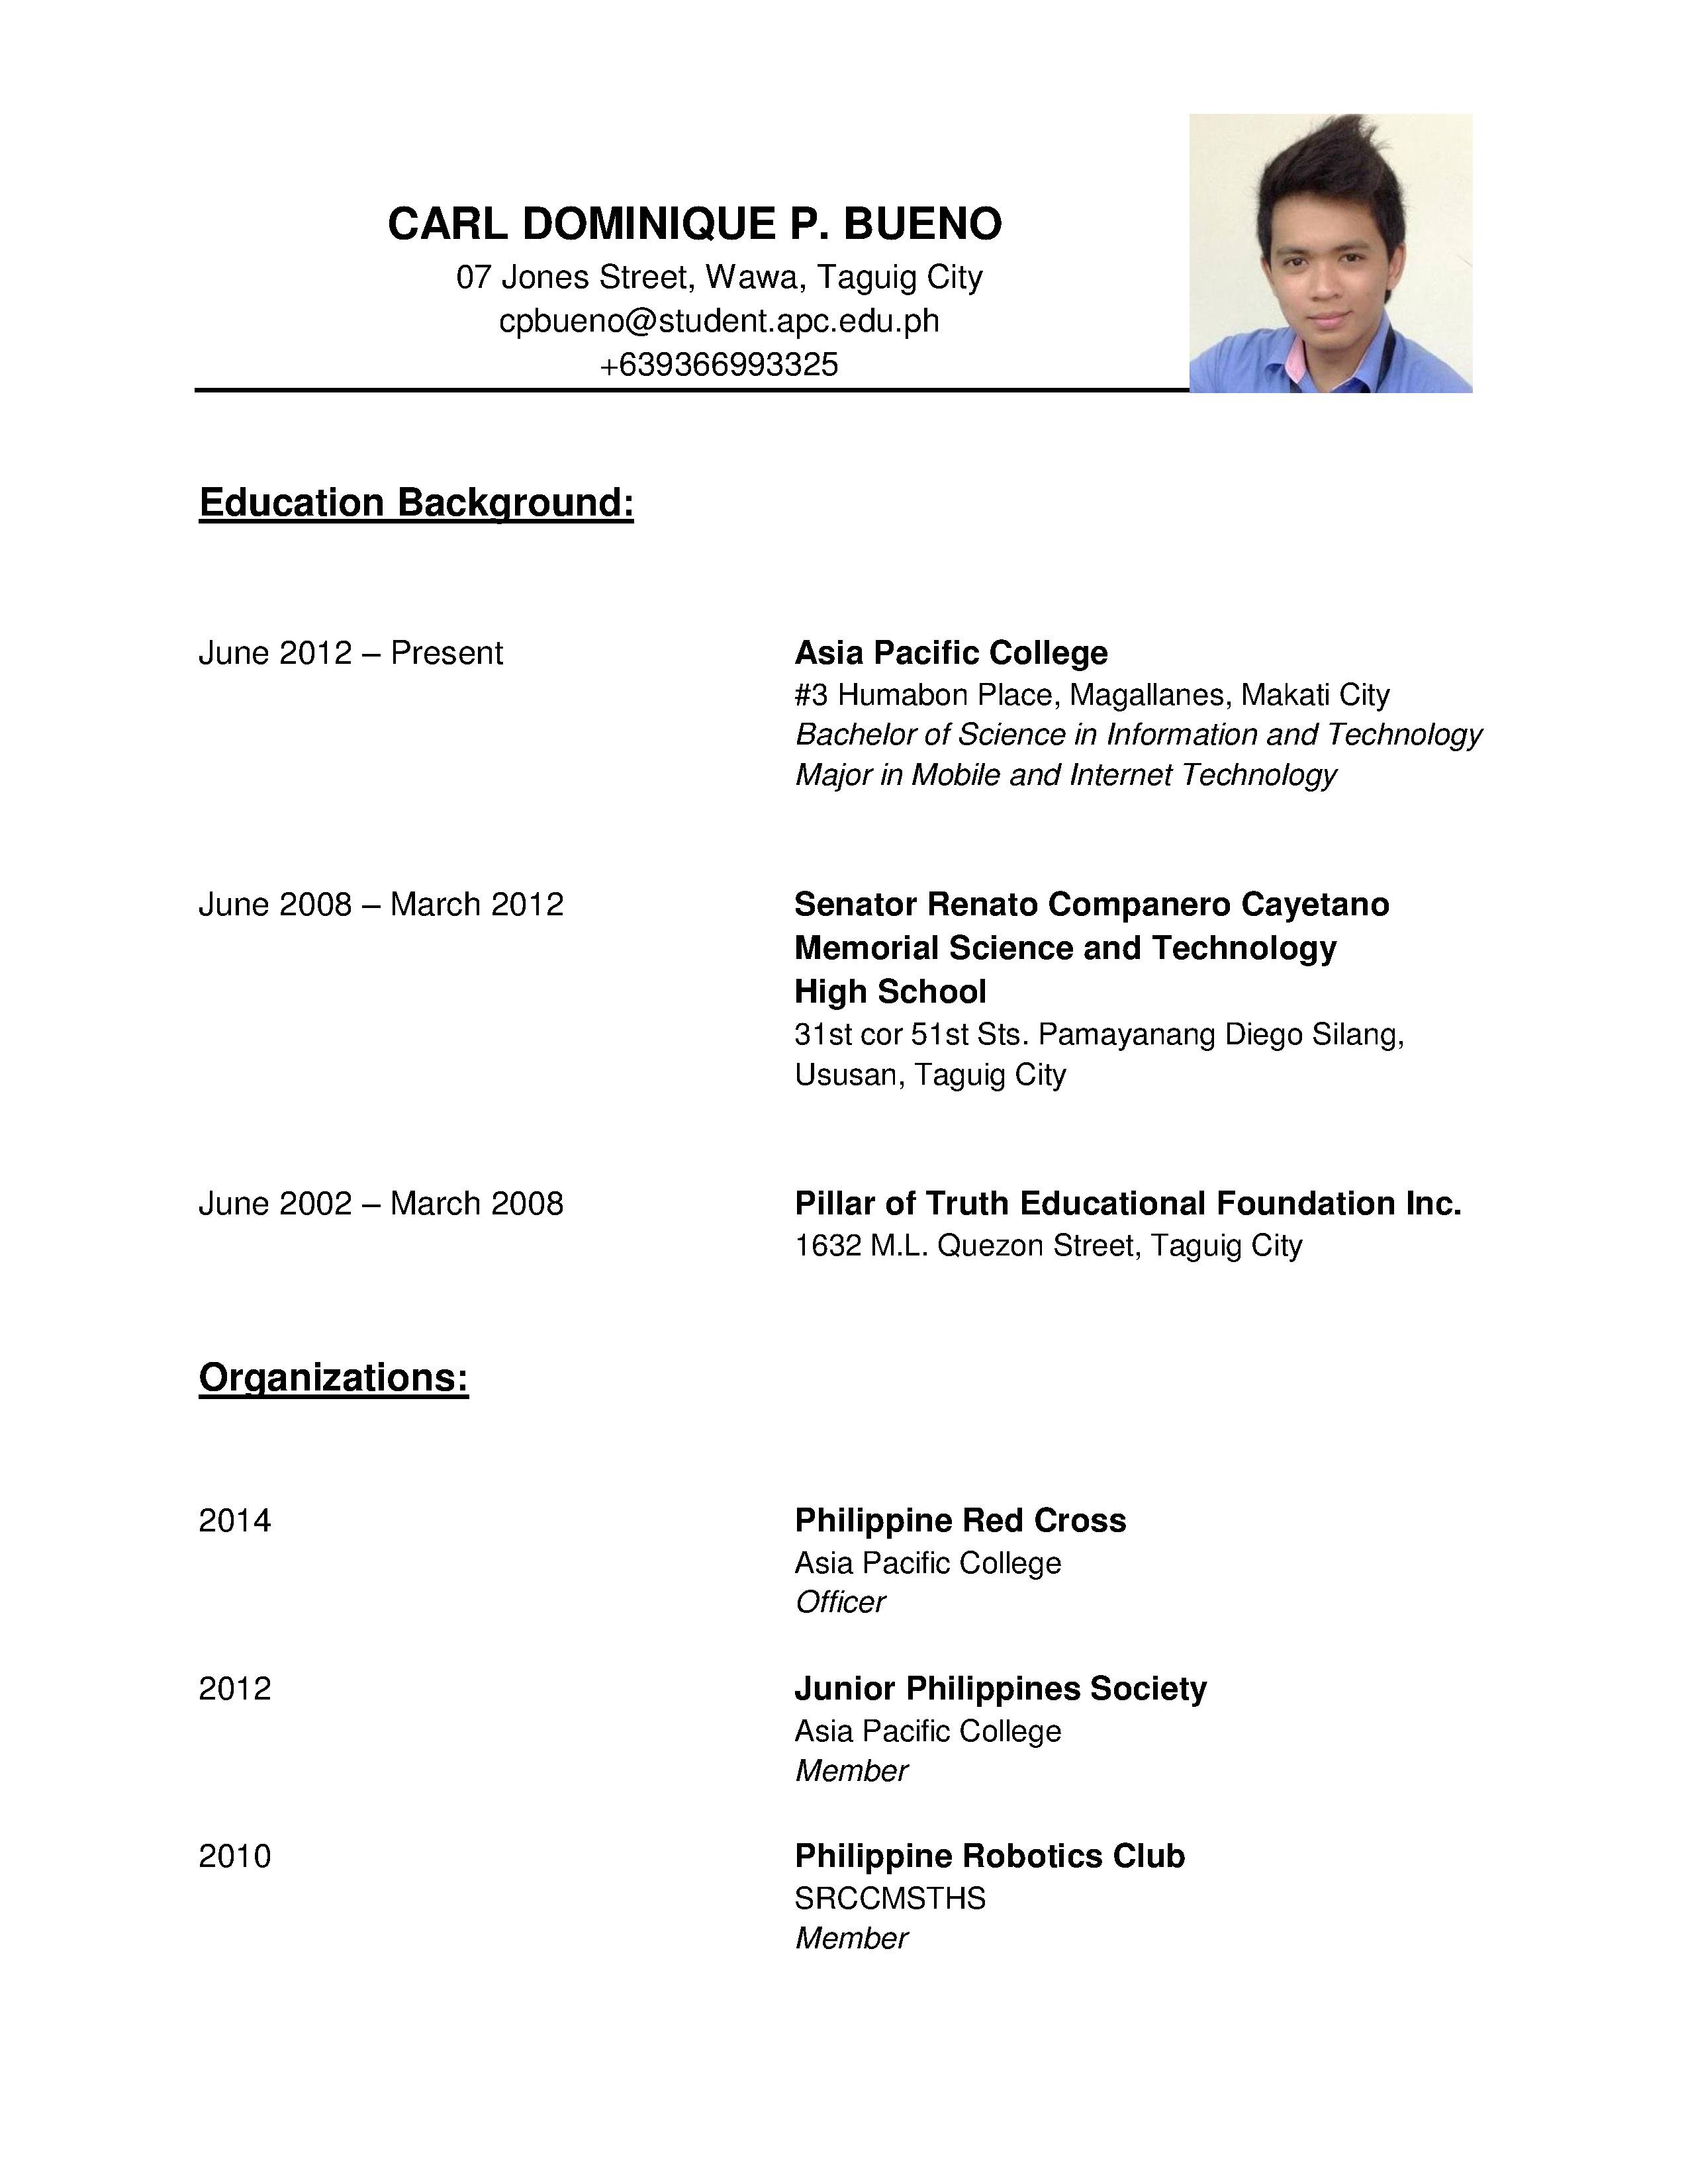 CARL DOMINIQUE P. BUENO
07 Jones Street, Wawa, Taguig City
cpbueno@student.apc.edu.ph
+639366993325
Education Background:
June 2012 – Present
Asia Pacific College
#3 Humabon Place, Magallanes, Makati City
Bachelor of Science in Information and Technology
Major in Mobile and Internet Technology
June 2008 – March 2012
Senator Renato Companero Cayetano
Memorial Science and Technology
High School
31st cor 51st Sts. Pamayanang Diego Silang,
Ususan, Taguig City
June 2002 – March 2008
Pillar of Truth Educational Foundation Inc.
1632 M.L. Quezon Street, Taguig City
Organizations:
2014
Philippine Red Cross
Asia Pacific College
Officer
2012
Junior Philippines Society
Asia Pacific College
Member
2010
Philippine Robotics Club
SRCCMSTHS
Member